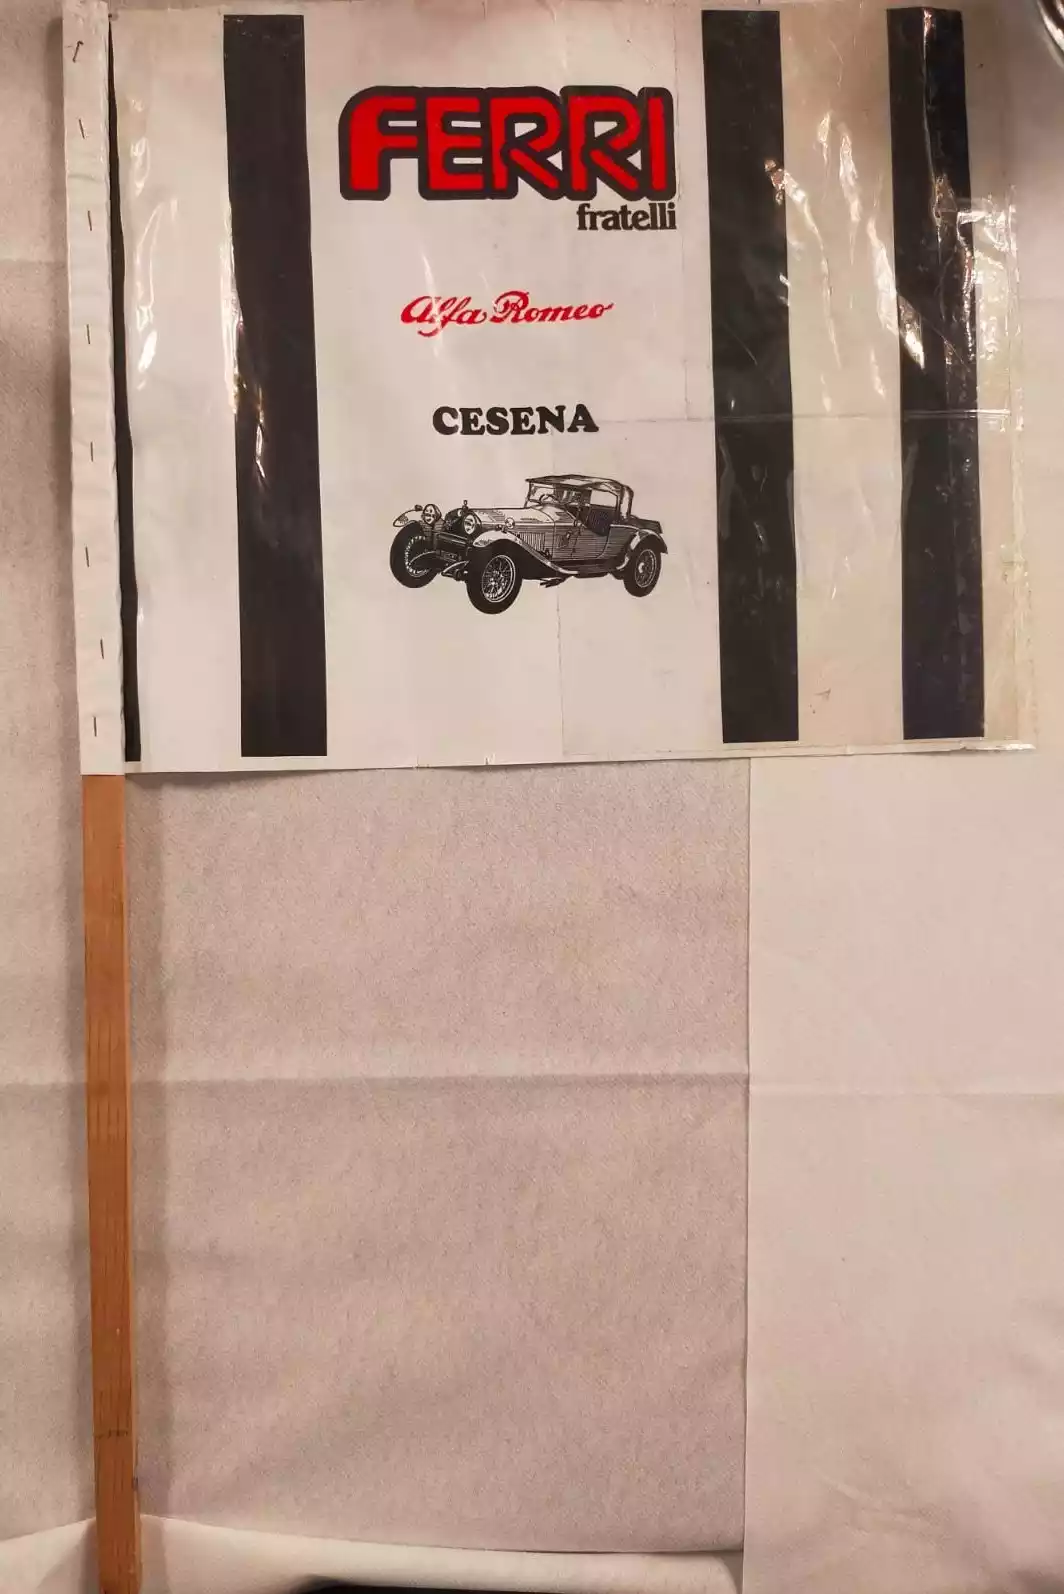 FERRI
fratelli
Alfa Romeo
CESENA